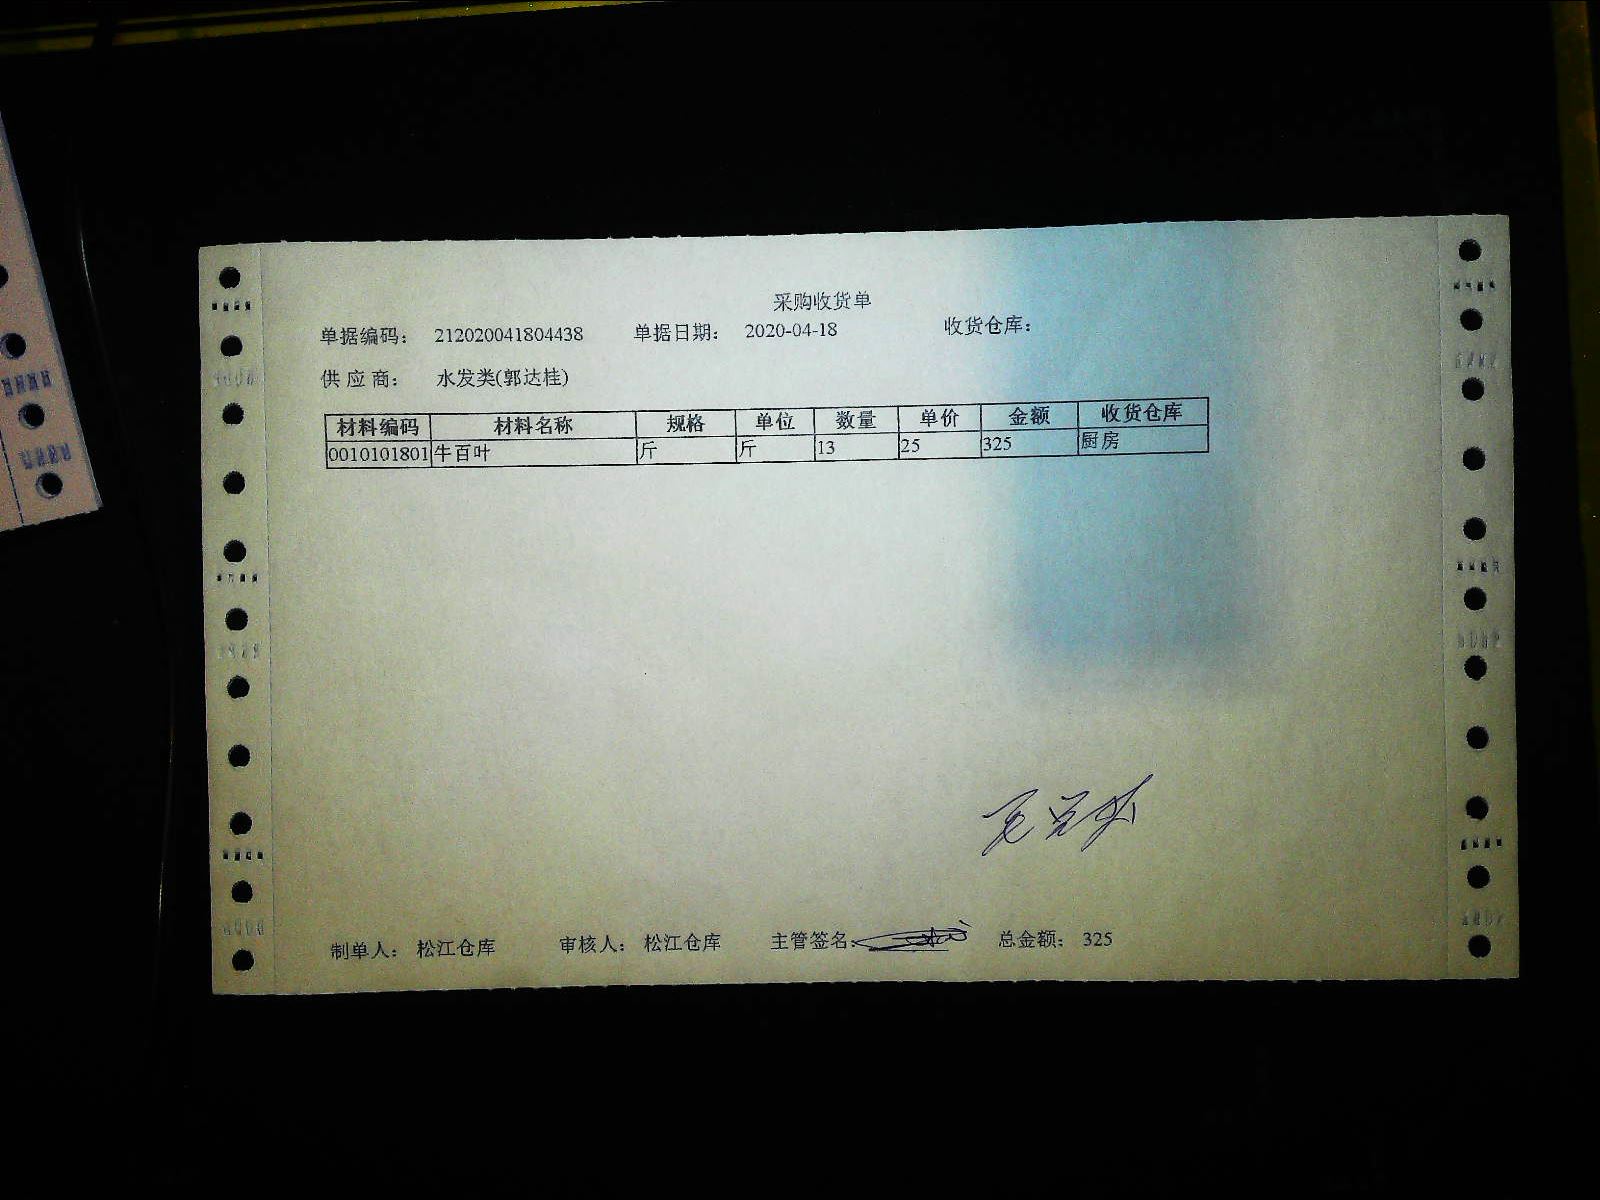 采购收货单
单据编码： 212020041804438 单据日期： 2020-04-18 收货仓库：
供 应 商： 水发类(郭达桂)
材料编码 材料名称 规格 单位 数量 单价 金额 收货仓库
0010101801 牛百叶 斤 斤 13 25 325 厨房
制单人： 松江仓库 审核人： 松江仓库 主管签名： 总金额： 325